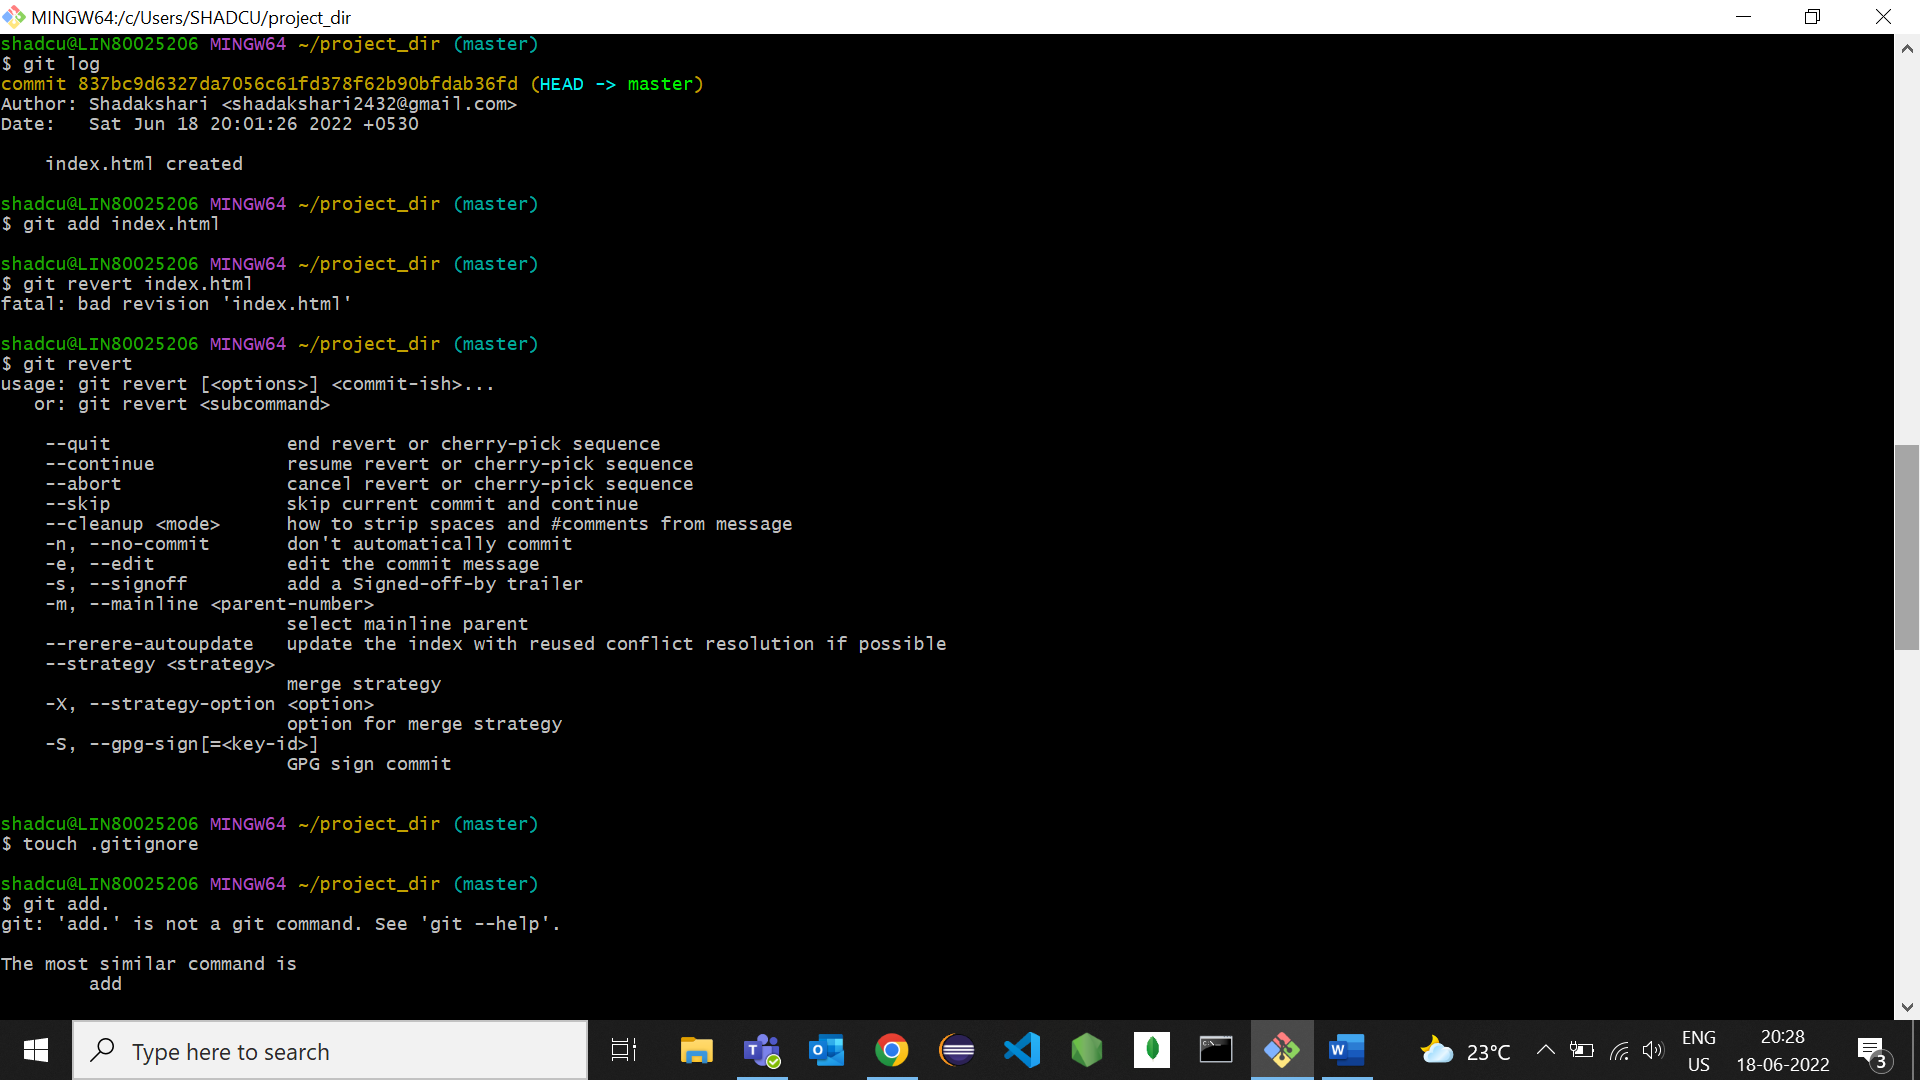 MINGW64:/c/Users/SHADCU/project_dir
shadcu@LIN80025206 MINGW64 ~/project_dir (master)
$ git log
commit 837bc9d6327da7056c61fd378f62b90bfdab36fd (HEAD -> master)
Author: Shadakshari <shadakshari2432@gmail.com>
Date:   Sat Jun 18 20:01:26 2022 +0530
    index.html created
shadcu@LIN80025206 MINGW64 ~/project_dir (master)
$ git add index.html
shadcu@LIN80025206 MINGW64 ~/project_dir (master)
$ git revert index.html
fatal: bad revision 'index.html'
shadcu@LIN80025206 MINGW64 ~/project_dir (master)
$ git revert
usage: git revert [<options>] <commit-ish>...
   or: git revert <subcommand>
    --quit                end revert or cherry-pick sequence
    --continue            resume revert or cherry-pick sequence
    --abort               cancel revert or cherry-pick sequence
    --skip                skip current commit and continue
    --cleanup <mode>      how to strip spaces and #comments from message
    -n, --no-commit       don't automatically commit
    -e, --edit            edit the commit message
    -s, --signoff         add a Signed-off-by trailer
    -m, --mainline <parent-number>
                          select mainline parent
    --rerere-autoupdate   update the index with reused conflict resolution if possible
    --strategy <strategy>
                          merge strategy
    -X, --strategy-option <option>
                          option for merge strategy
    -S, --gpg-sign[=<key-id>]
                          GPG sign commit
shadcu@LIN80025206 MINGW64 ~/project_dir (master)
$ touch .gitignore
shadcu@LIN80025206 MINGW64 ~/project_dir (master)
$ git add.
git: 'add.' is not a git command. See 'git --help'.
The most similar command is
        add
Type here to search
23°C
ENG
US
20:28
18-06-2022
3